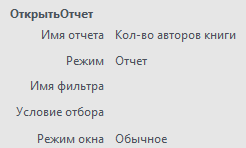 ОткрытьОтчет
Имя отчета Кол-во авторов книги
Режим Отчет
Имя фильтра
Условие отбора
Режим окна Обычное